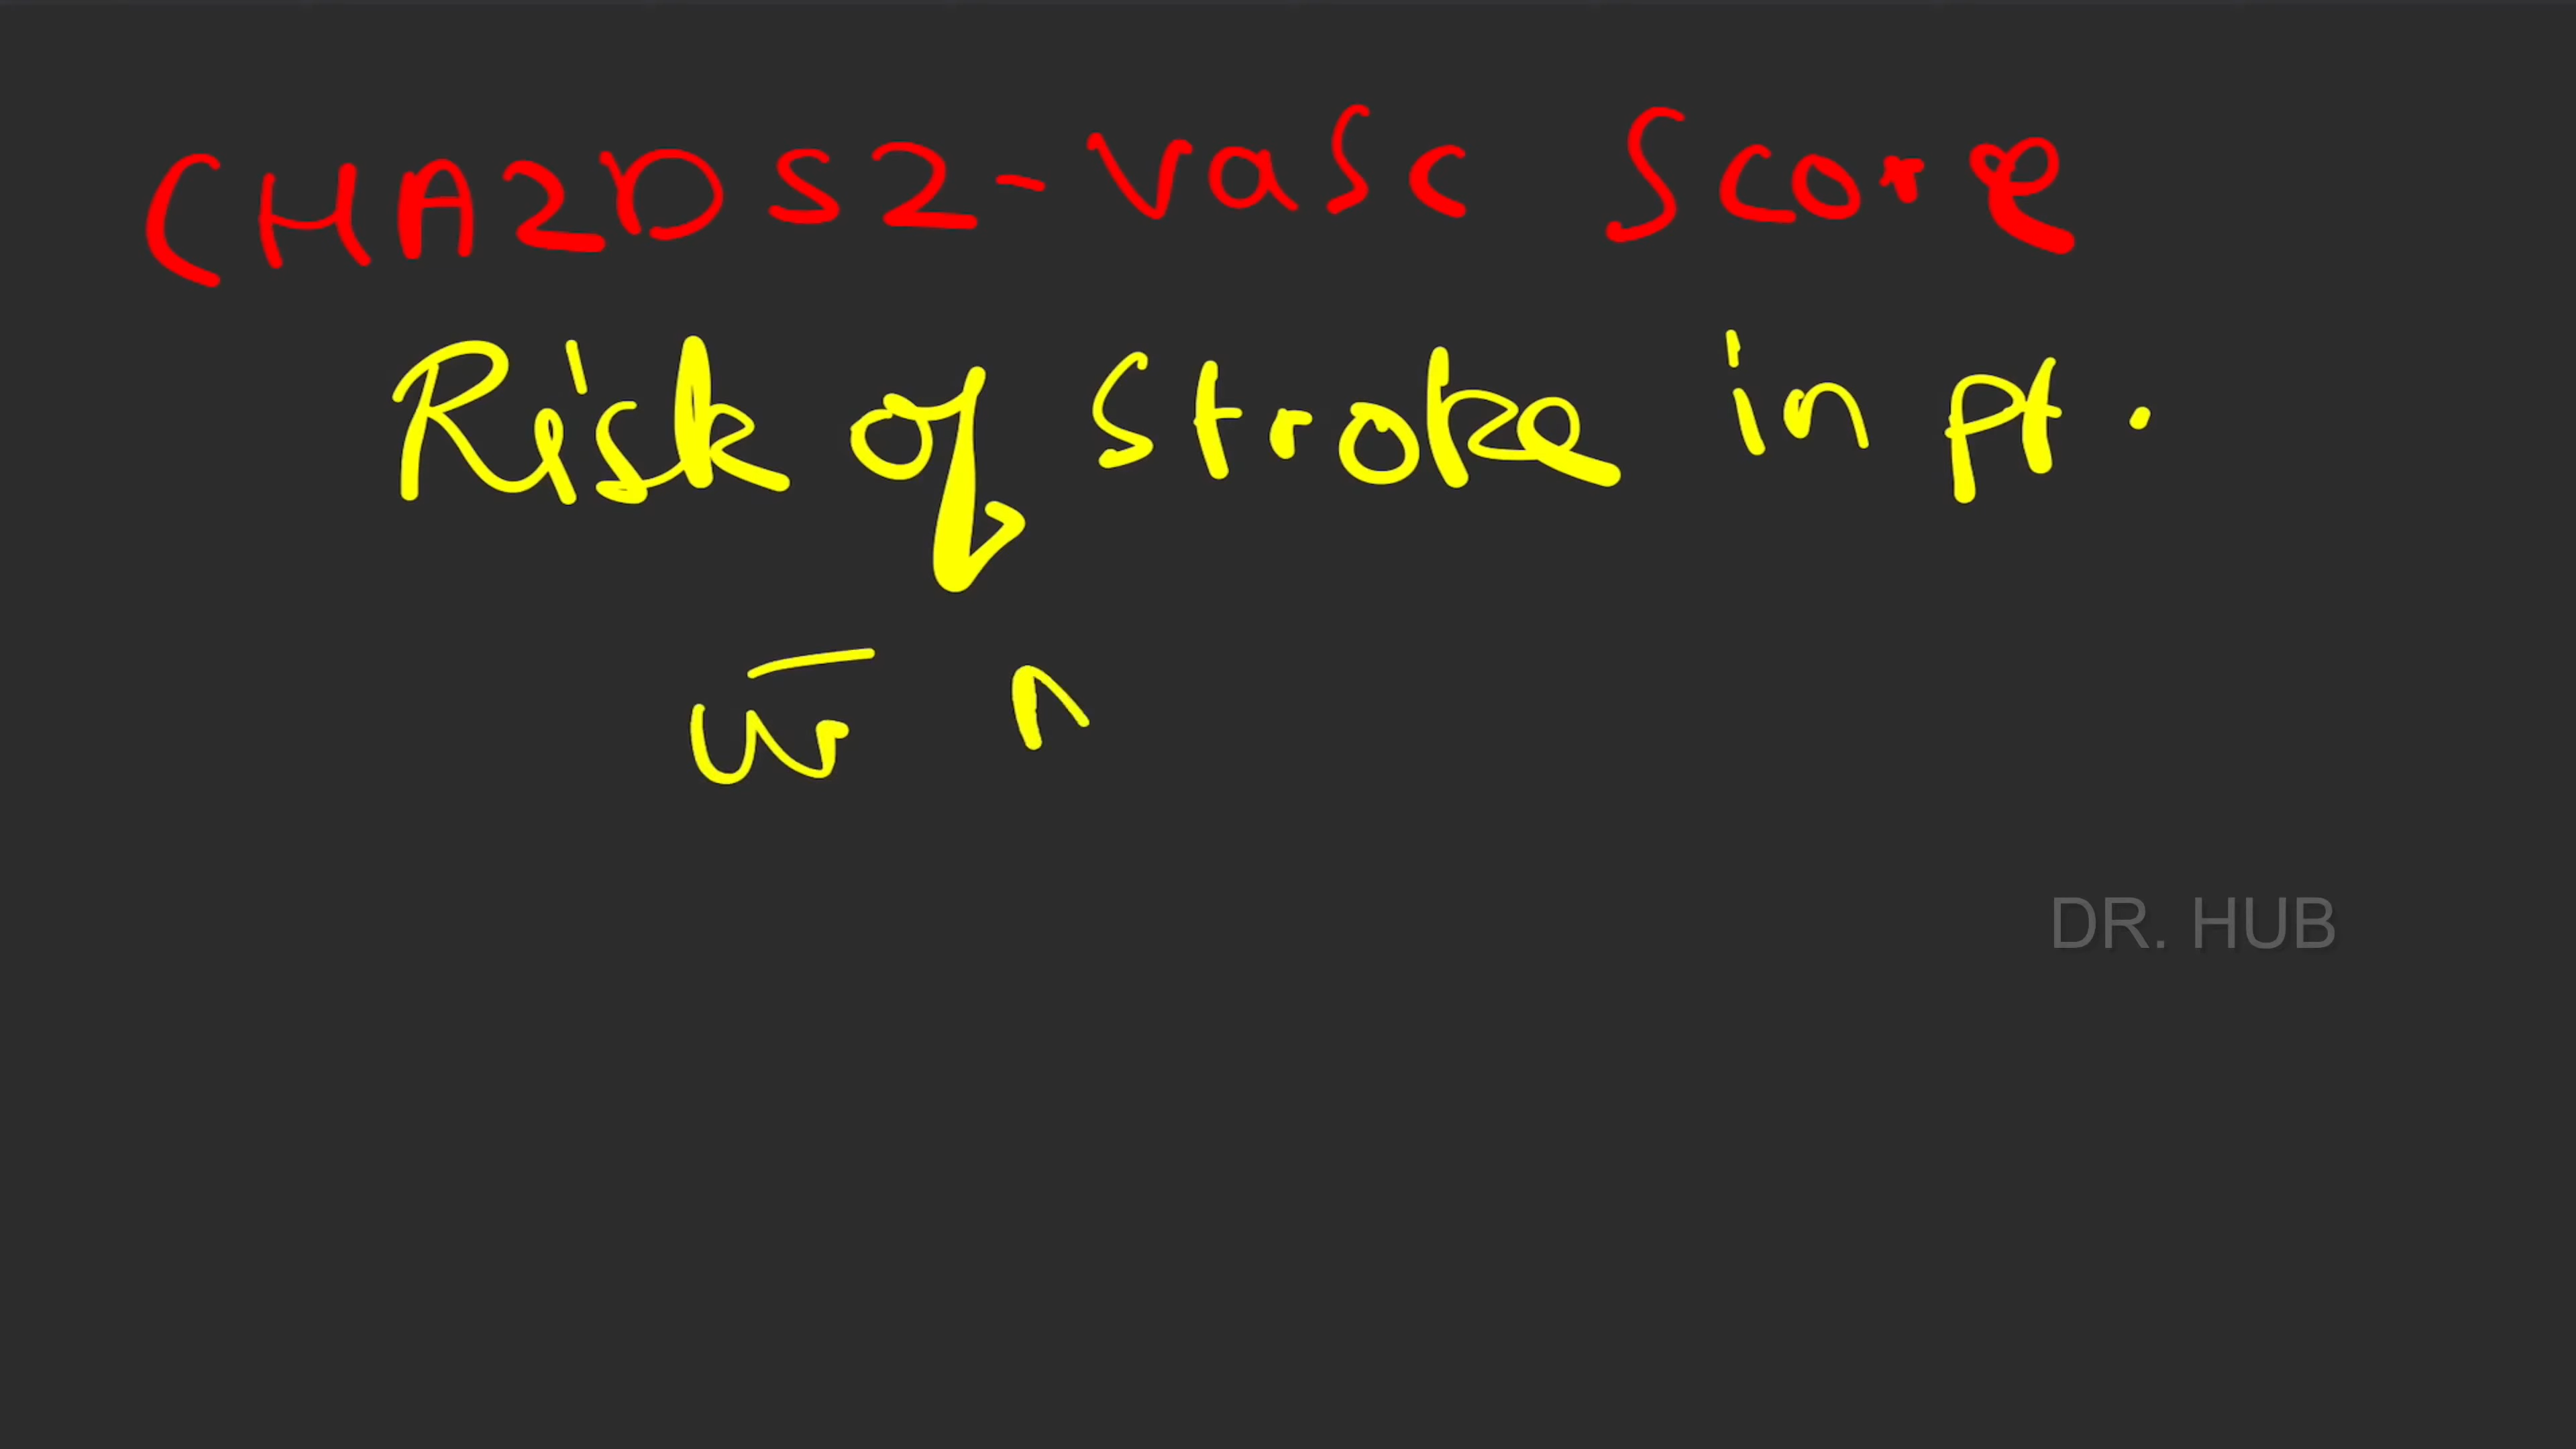 CHA2DS2-VaSc Score
Risk of stroke in pt.
w̄
DR. HUB